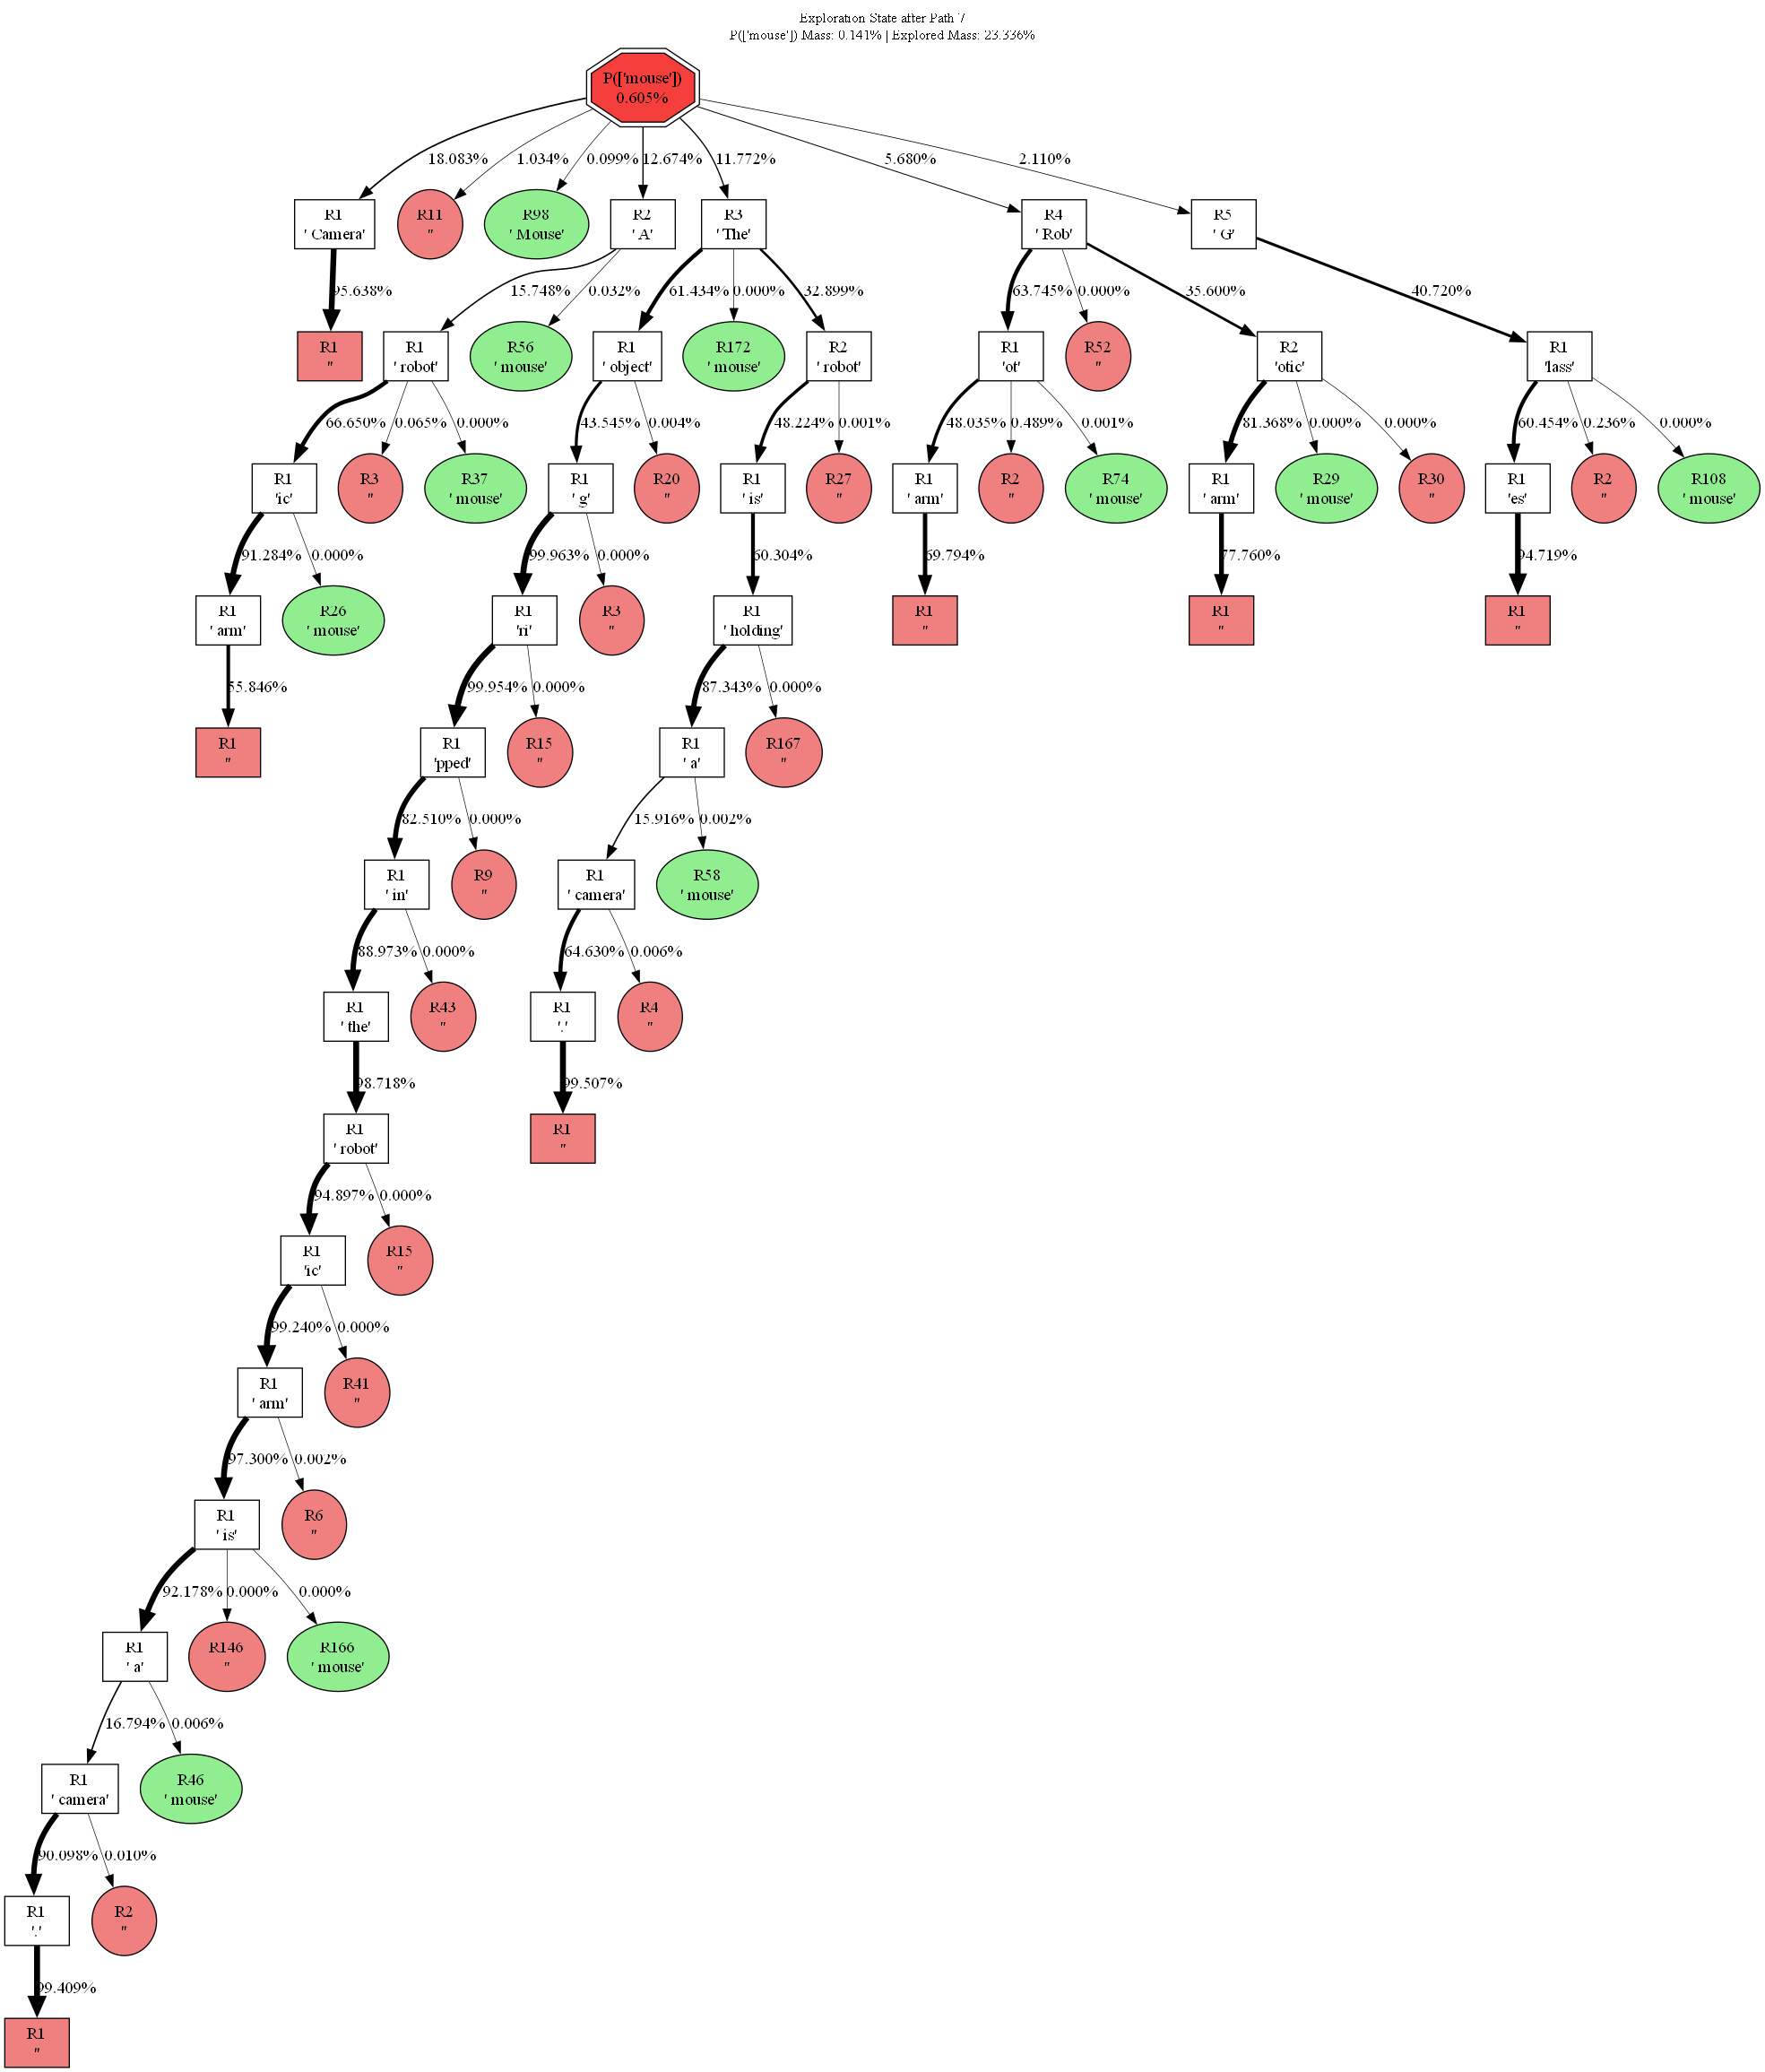 Exploration State after Path 7
P(['mouse']) Mass: 0.141% | Explored Mass: 23.336%
P(['mouse'])
0.605%
18.083%
1.034%
0.099%
12.674%
11.772%
5.680%
2.110%
R1
' Camera'
R11
''
R98
' Mouse'
R2
' A'
R3
' The'
R4
' Rob'
R5
' G'
95.638%
15.748%
0.032%
61.434%
0.000%
32.899%
63.745%
0.000%
35.600%
40.720%
R1
''
R1
' robot'
R56
' mouse'
R1
' object'
R172
' mouse'
R2
' robot'
R1
'ot'
R52
''
R2
'otic'
R1
'lass'
66.650%
0.065%
0.000%
43.545%
0.004%
48.224%
0.001%
48.035%
0.489%
0.001%
81.368%
0.000%
0.000%
60.454%
0.236%
0.000%
R1
'ic'
R3
''
R37
' mouse'
R1
' g'
R20
''
R1
' is'
R27
''
R1
' arm'
R2
''
R74
' mouse'
R1
' arm'
R29
' mouse'
R30
''
R1
'es'
R2
''
R108
' mouse'
91.284%
0.000%
99.963%
0.000%
60.304%
69.794%
77.760%
94.719%
R1
' arm'
R26
' mouse'
R1
'ri'
R3
''
R1
' holding'
R1
''
R1
''
R1
''
55.846%
99.954%
0.000%
87.343%
0.000%
R1
''
R1
'pped'
R15
''
R1
' a'
R167
''
82.510%
0.000%
15.916%
0.002%
R1
' in'
R9
''
R1
' camera'
R58
' mouse'
88.973%
0.000%
64.630%
0.006%
R1
' the'
R43
''
R1
'.'
R4
''
98.718%
99.507%
R1
' robot'
R1
''
94.897%
0.000%
R1
'ic'
R15
''
99.240%
0.000%
R1
' arm'
R41
''
97.300%
0.002%
R1
' is'
R6
''
92.178%
0.000%
0.000%
R1
' a'
R146
''
R166
' mouse'
16.794%
0.006%
R1
' camera'
R46
' mouse'
90.098%
0.010%
R1
'.'
R2
''
99.409%
R1
''